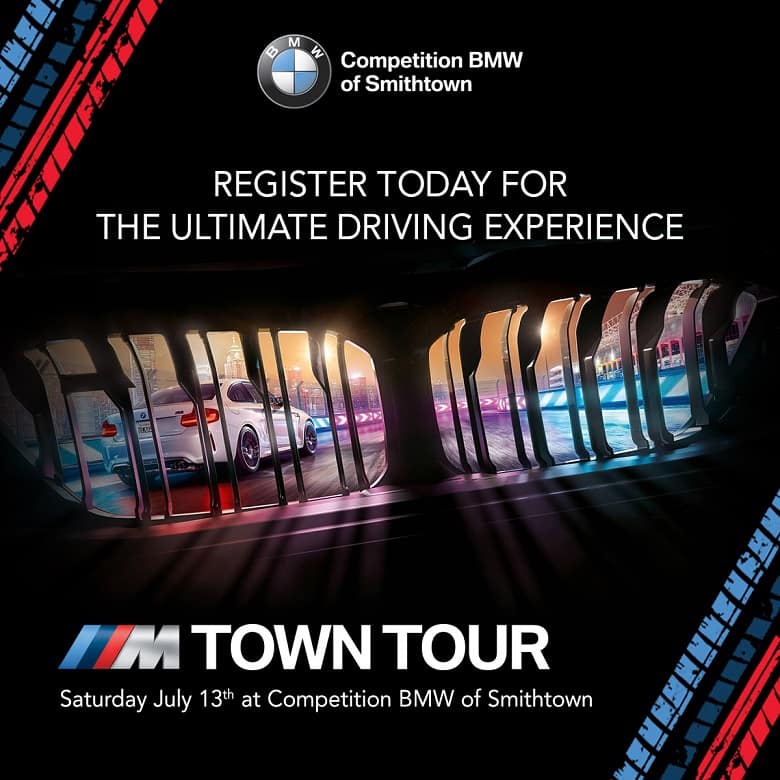 BMW
Competition BMW
of Smithtown
REGISTER TODAY FOR
THE ULTIMATE DRIVING EXPERIENCE
M TOWN TOUR
Saturday July 13th at Competition BMW of Smithtown